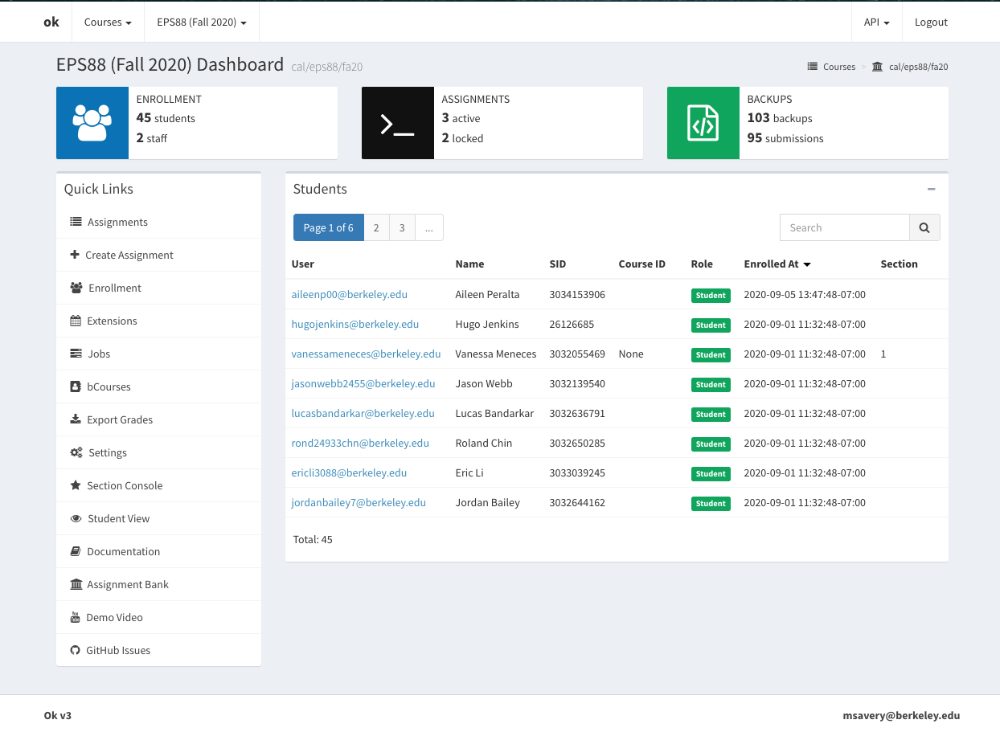 ok Courses EPS88 (Fall 2020) API Logout
EPS88 (Fall 2020) Dashboard cal/eps88/fa20 Courses > cal/eps88/fa20
ENROLLMENT
45 students
2 staff
ASSIGNMENTS
3 active
2 locked
BACKUPS
103 backups
95 submissions
Quick Links
Assignments
Create Assignment
Enrollment
Extensions
Jobs
bCourses
Export Grades
Settings
Section Console
Student View
Documentation
Assignment Bank
Demo Video
GitHub Issues
Students
Page 1 of 6 2 3 ... Search
User Name SID Course ID Role Enrolled At Section
aileenp00@berkeley.edu Aileen Peralta 3034153906 Student 2020-09-05 13:47:48-07:00
hugojenkins@berkeley.edu Hugo Jenkins 26126685 Student 2020-09-01 11:32:48-07:00
vanessameneces@berkeley.edu Vanessa Meneces 3032055469 None Student 2020-09-01 11:32:48-07:00 1
jasonwebb2455@berkeley.edu Jason Webb 3032139540 Student 2020-09-01 11:32:48-07:00
lucasbandarkar@berkeley.edu Lucas Bandarkar 3032636791 Student 2020-09-01 11:32:48-07:00
rond24933chn@berkeley.edu Roland Chin 3032650285 Student 2020-09-01 11:32:48-07:00
ericli3088@berkeley.edu Eric Li 3033039245 Student 2020-09-01 11:32:48-07:00
jordanbailey7@berkeley.edu Jordan Bailey 3032644162 Student 2020-09-01 11:32:48-07:00
Total: 45
Ok v3 msavery@berkeley.edu